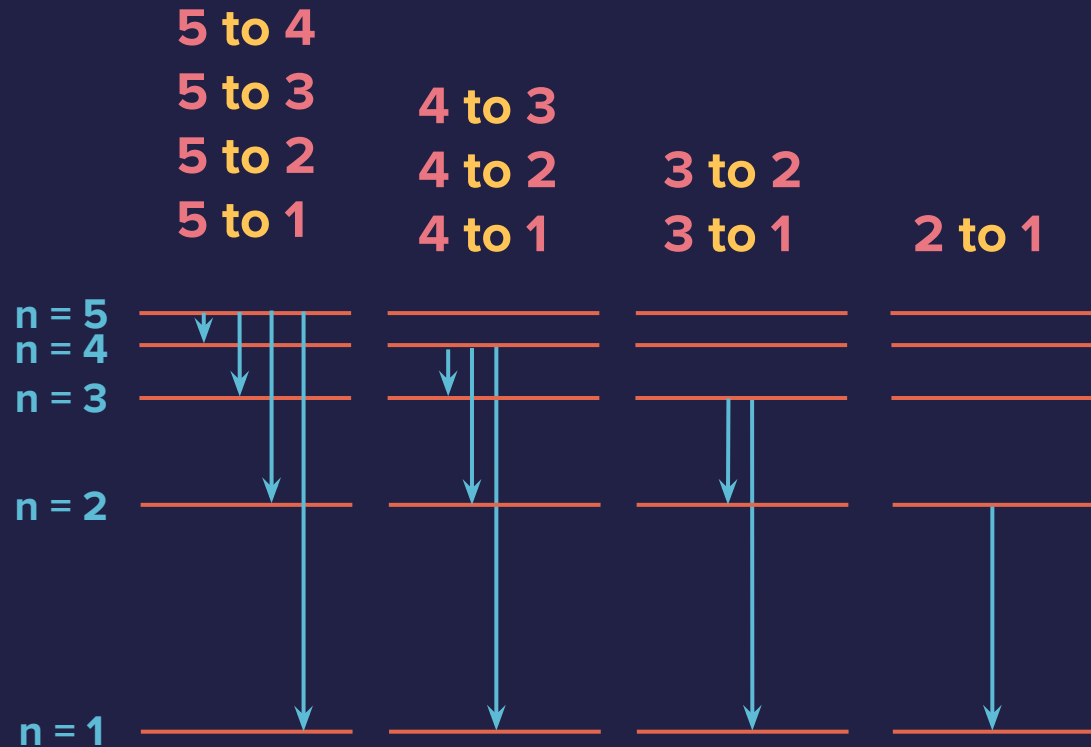 5 to 4
5 to 3
5 to 2
5 to 1
4 to 3
4 to 2
4 to 1
3 to 2
3 to 1
2 to 1
n = 5
n = 4
n = 3
n = 2
n = 1